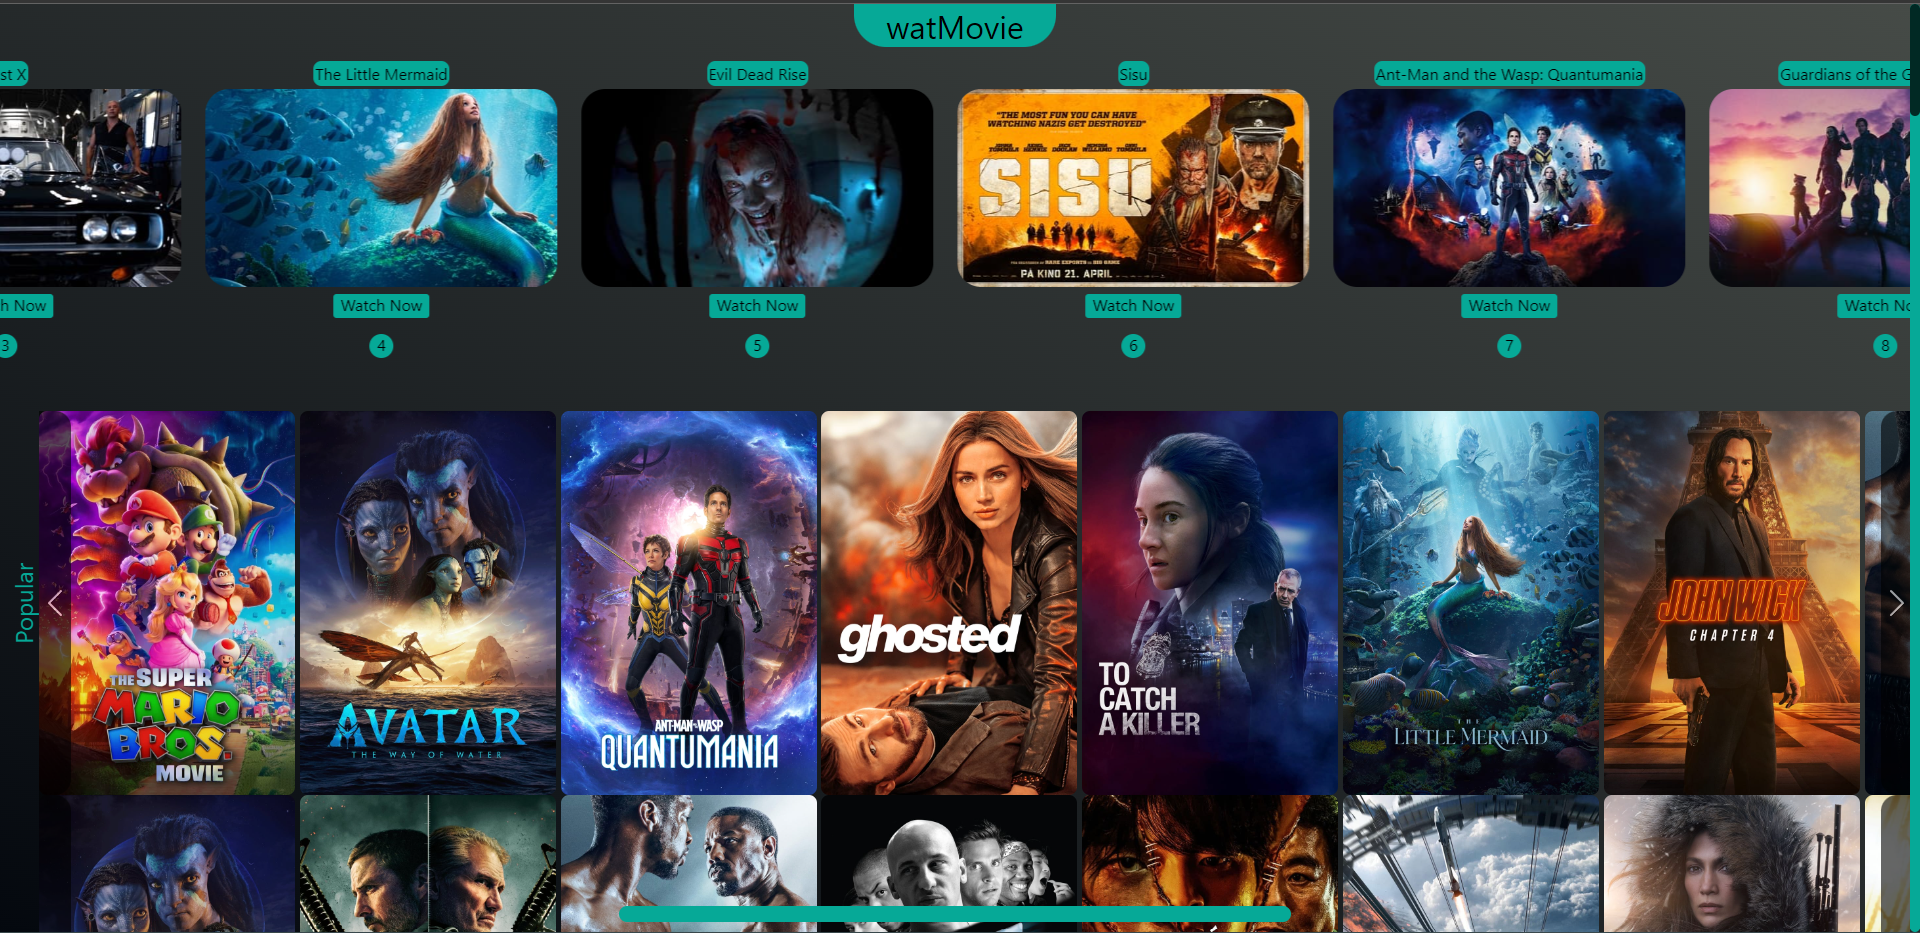 watMovie
st X
The Little Mermaid
Evil Dead Rise
Sisu
Ant-Man and the Wasp: Quantumania
Guardians of the G
"THE MOST FUN YOU CAN HAVE
WATCHING NAZIS GET DESTROYED"
SISU
PÅ KINO 21. APRIL
h Now
Watch Now
Watch Now
Watch Now
Watch Now
Watch No
3
4
5
6
7
8
Popular
THE SUPER
MARIO
BROS.
MOVIE
AVATAR
THE WAY OF WATER
ANT-MAN AND THE WASP
QUANTUMANIA
ghosted
TO
CATCH
A KILLER
THE
LITTLE MERMAID
JOHN WICK
CHAPTER 4